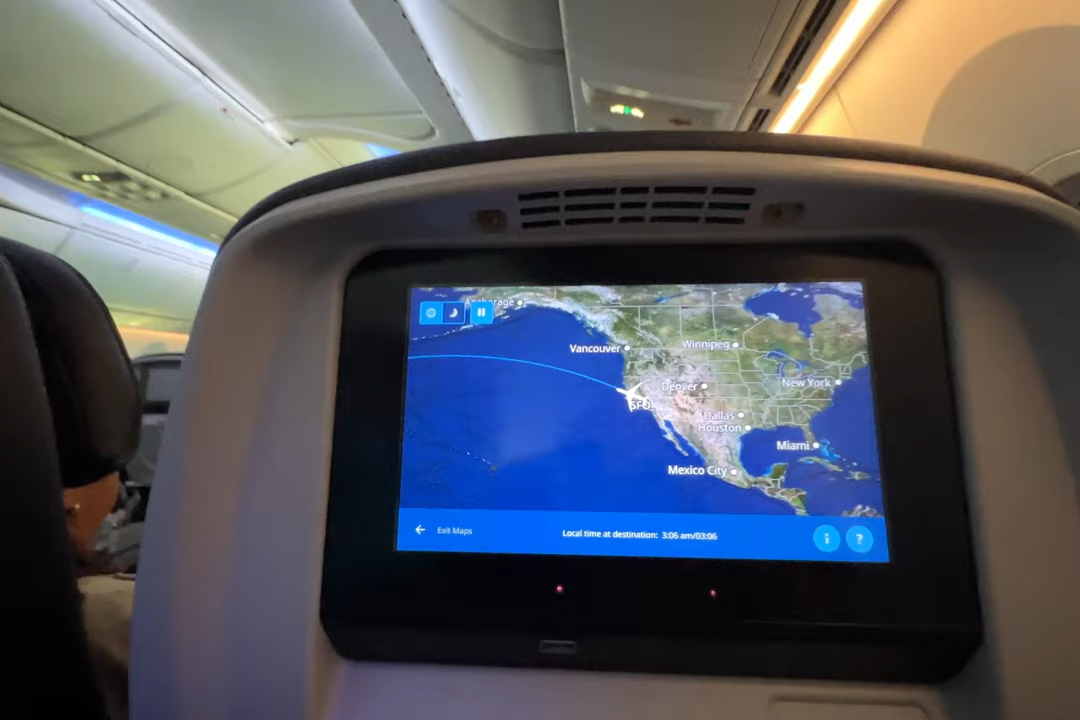 Anchorage
Vancouver
Winnipeg
Denver
New York
SFO
Dallas
Houston
Miami
Mexico City
Exit Maps
Local time at destination: 3:06 am/03:06
i
?